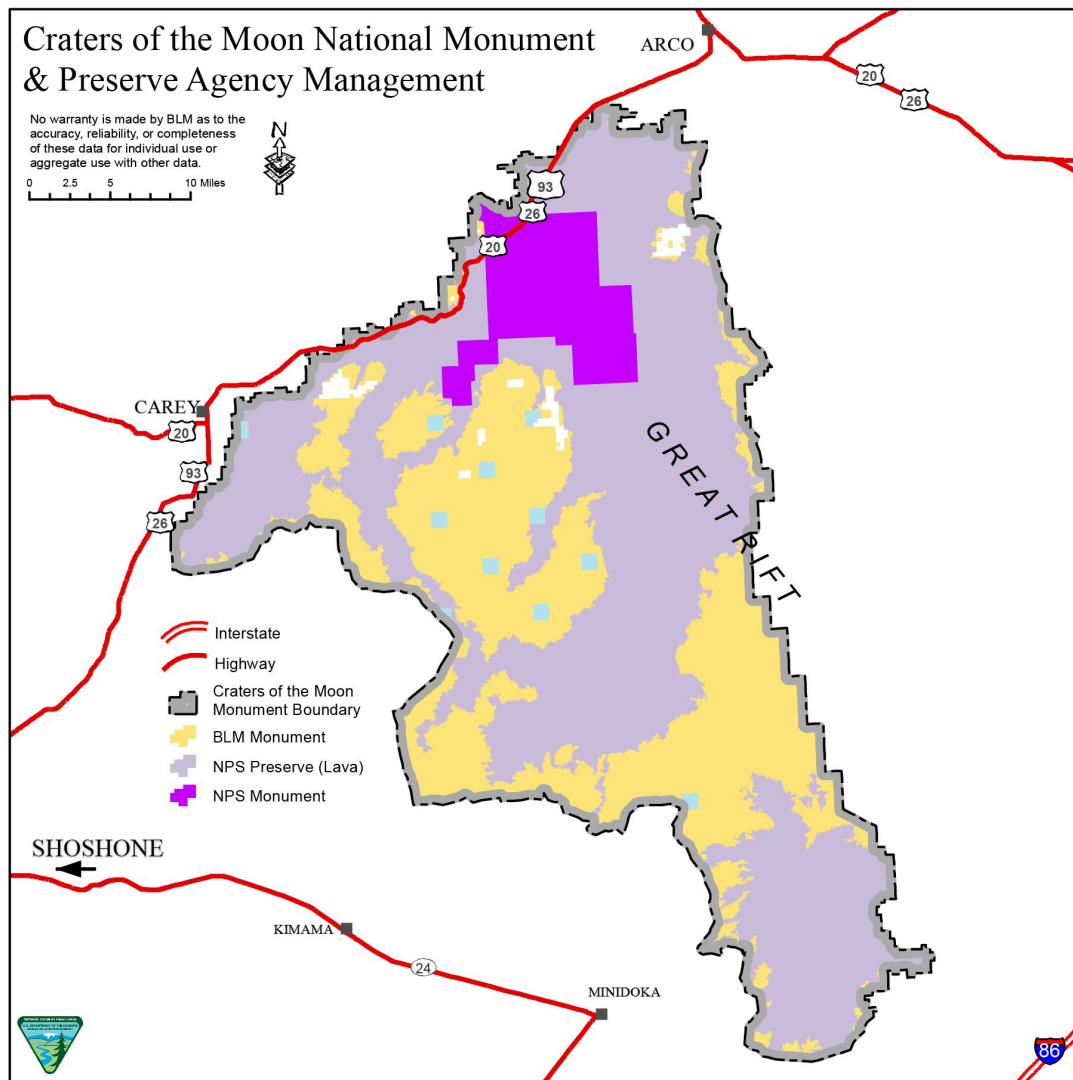 Craters of the Moon National Monument
& Preserve Agency Management
No warranty is made by BLM as to the
accuracy, reliability, or completeness
of these data for individual use or
aggregate use with other data.
N
0 2.5 5 10 Miles
ARCO
20
26
93
26
20
CAREY
20
93
26
GREAT RIFT
Interstate
Highway
Craters of the Moon
Monument Boundary
BLM Monument
NPS Preserve (Lava)
NPS Monument
SHOSHONE
KIMAMA
24
MINIDOKA
86